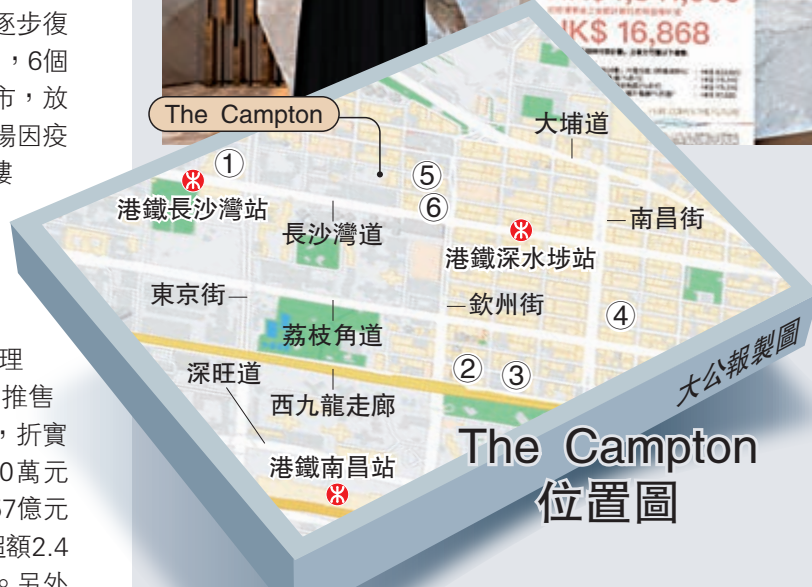 逐步復
，6個
市，放
場因疫
樓
HK$ 16,868
The Campton
大埔道
①
⑤
⑥
港鐵長沙灣站
長沙灣道
南昌街
港鐵深水埗站
東京街
欽州街
荔枝角道
④
理
推售
，折實
0萬元
57億元
超額2.4
。另外
深旺道
②
③
西九龍走廊
港鐵南昌站
大公報製圖
The Campton
位置圖